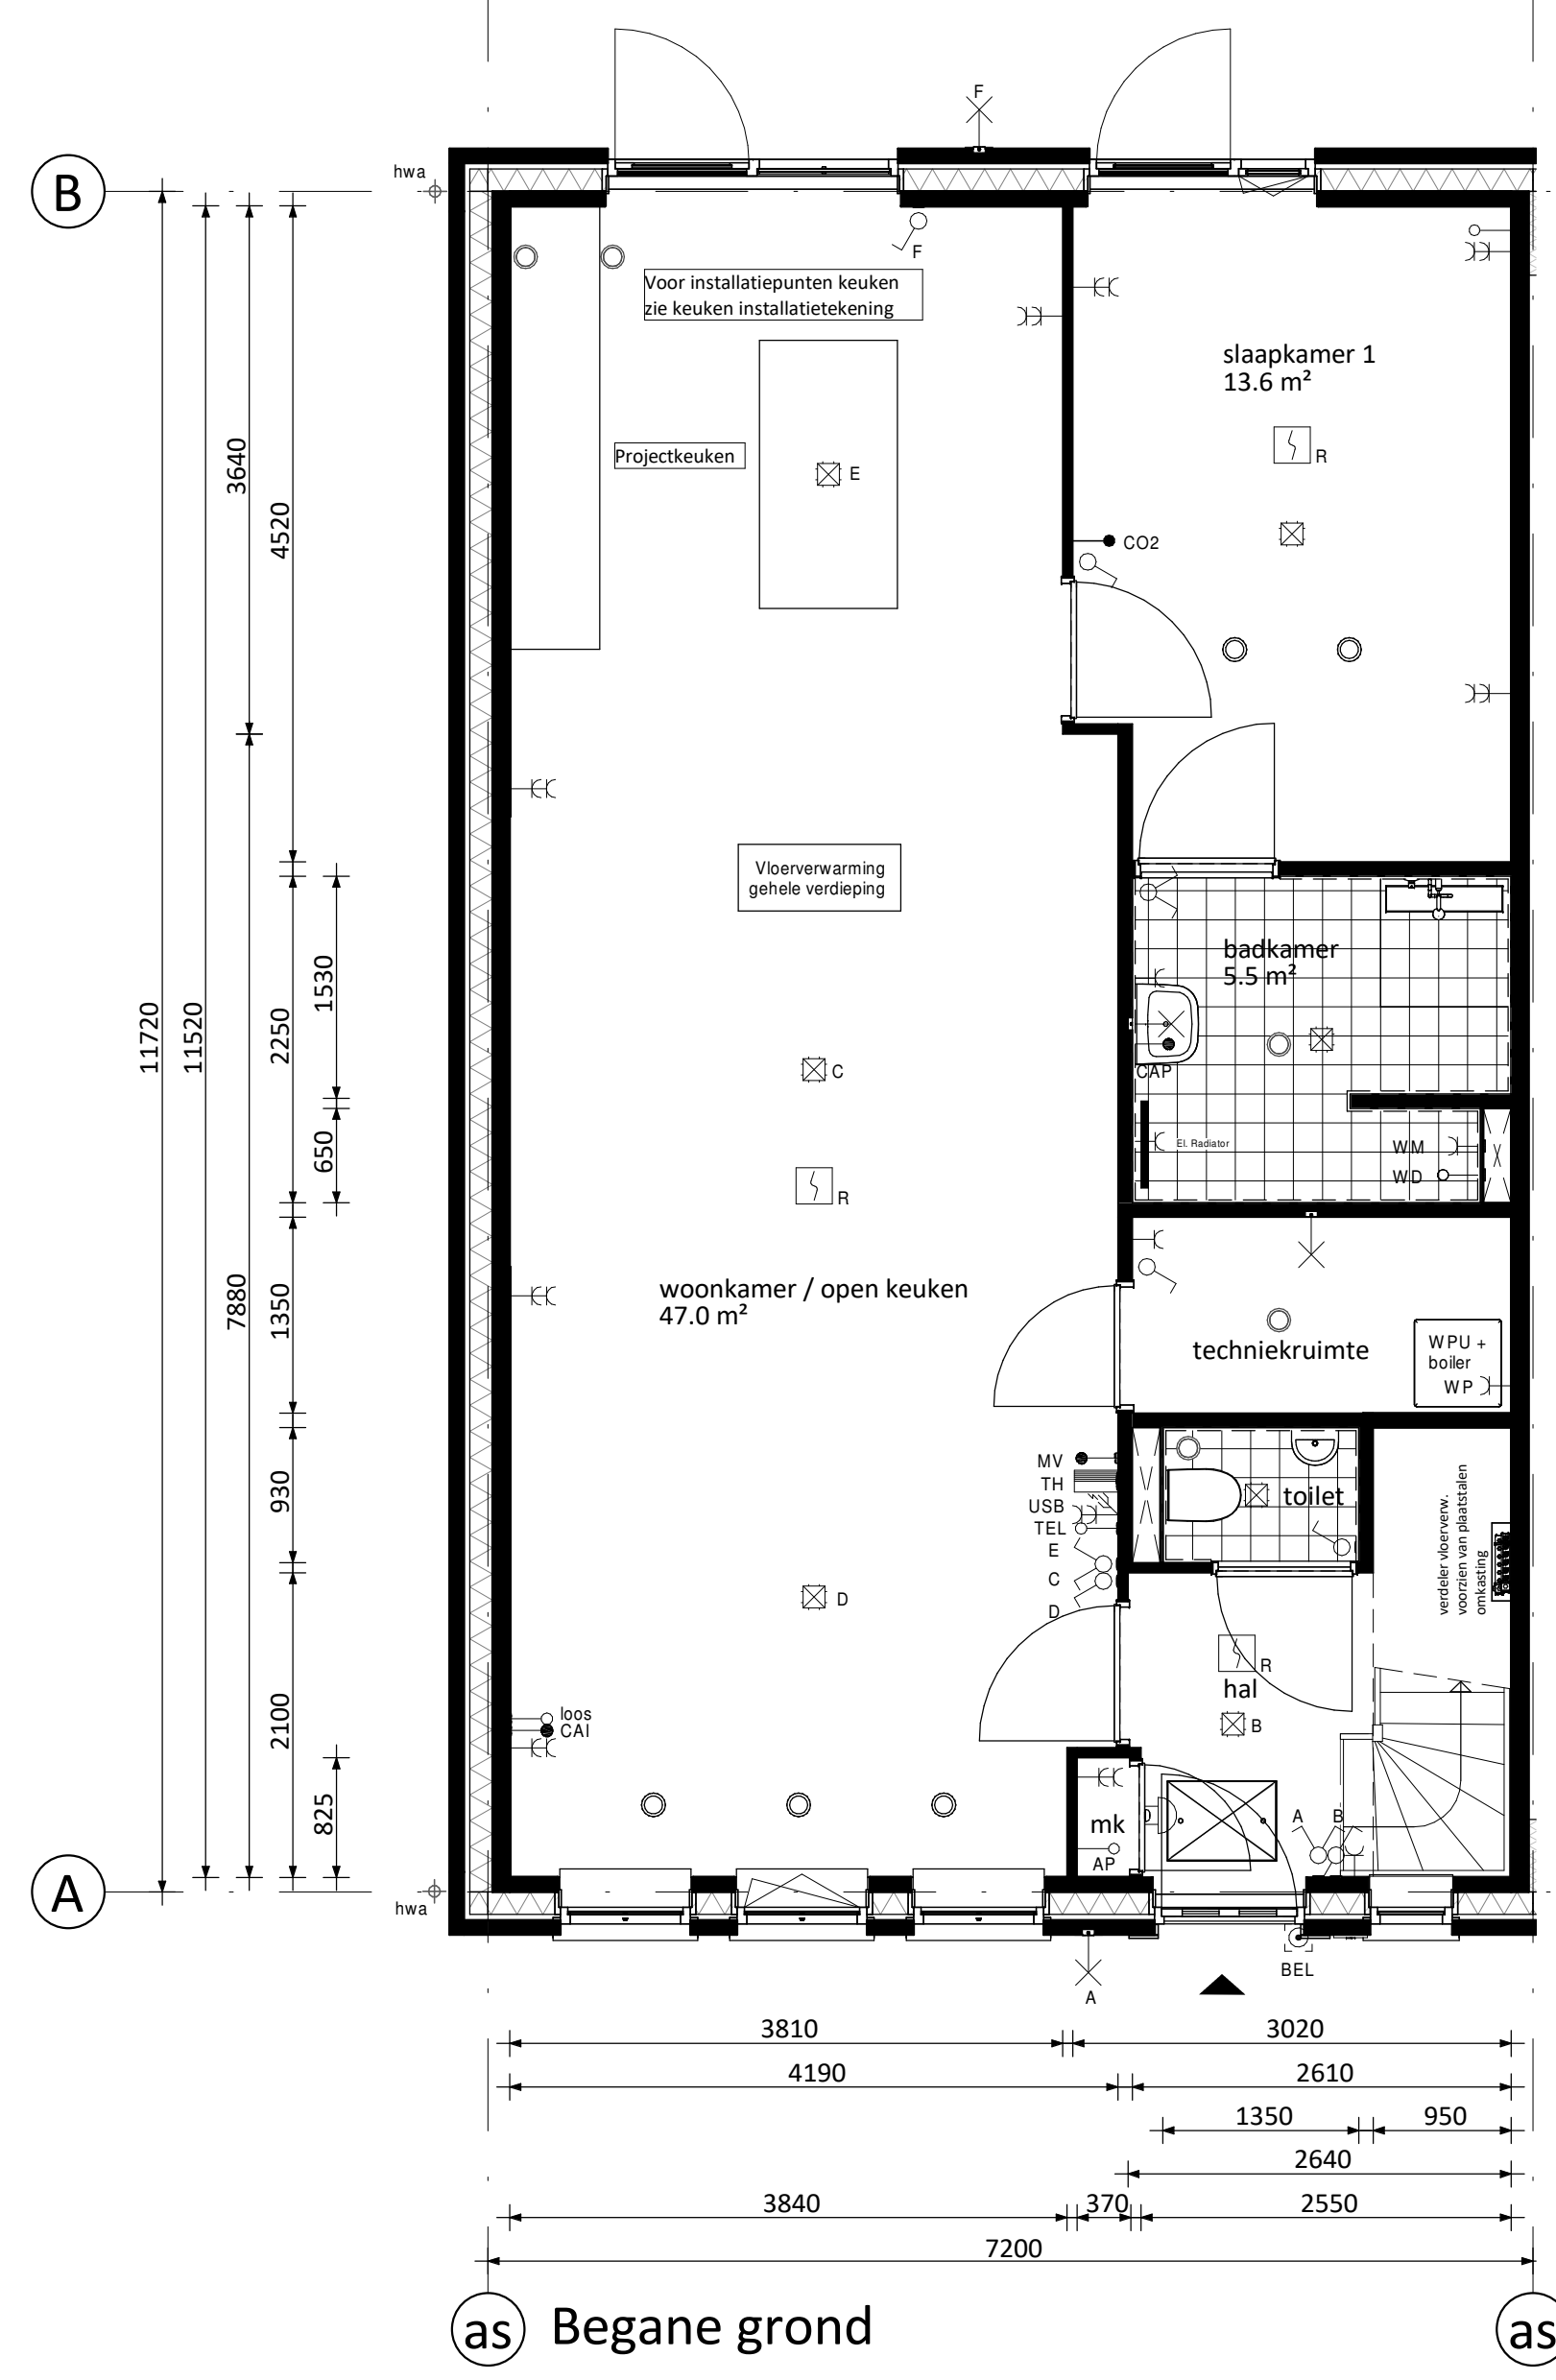 F
hwa
B
F
Voor installatiepunten keuken
zie keuken installatietekening
slaapkamer 1
13.6 m²
R
Projectkeuken
E
3640
4520
CO2
Vloerverwarming
gehele verdieping
badkamer
5.5 m²
1530
11720
11520
2250
C
CAP
650
El. Radiator
WM
WD
R
woonkamer / open keuken
47.0 m²
7880
1350
techniekruimte
WPU +
boiler
WP
MV
TH
USB
TEL
E
C
D
930
toilet
verdeler vloerverw.
voorzien van plaatstalen
omkasting
D
R
hal
B
2100
loos
CAI
825
mk
AP
A
B
A
hwa
BEL
A
3810
3020
4190
2610
1350
950
2640
3840
370
2550
7200
as
Begane grond
as